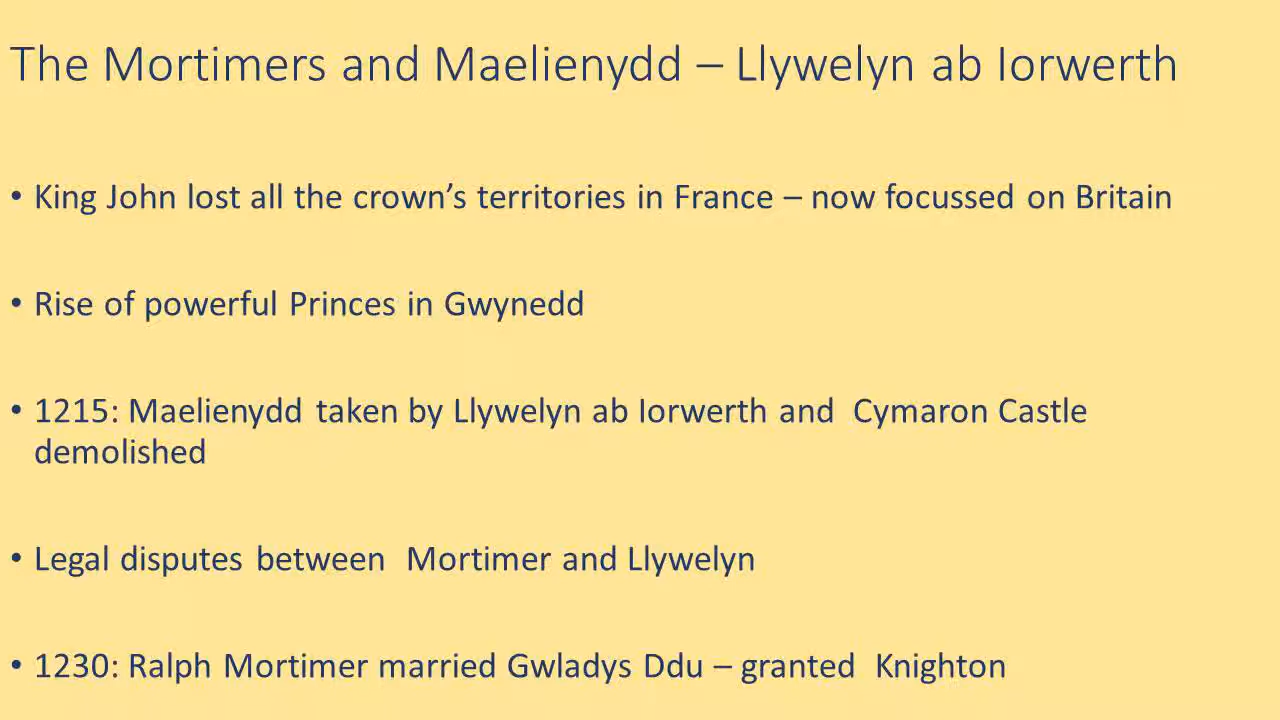 The Mortimers and Maelienydd – Llywelyn ab Iorwerth
• King John lost all the crown’s territories in France – now focussed on Britain
• Rise of powerful Princes in Gwynedd
• 1215: Maelienydd taken by Llywelyn ab Iorwerth and  Cymaron Castle
demolished
• Legal disputes between  Mortimer and Llywelyn
• 1230: Ralph Mortimer married Gwladys Ddu – granted  Knighton